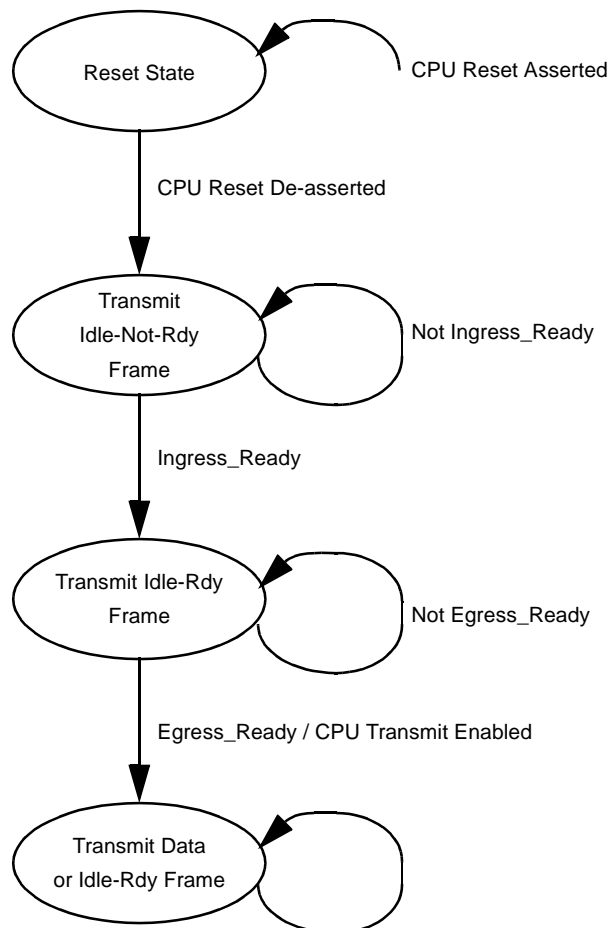 Reset State
CPU Reset Asserted
CPU Reset De-asserted
Transmit
Idle-Not-Rdy
Frame
Not Ingress_Ready
Ingress_Ready
Transmit Idle-Rdy
Frame
Not Egress_Ready
Egress_Ready / CPU Transmit Enabled
Transmit Data
or Idle-Rdy Frame